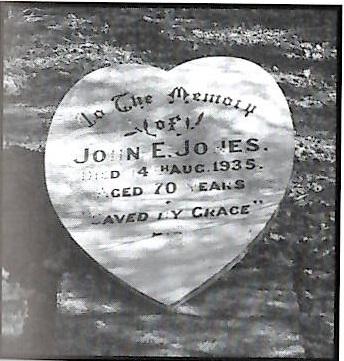 In The Memory
of
JOHN E. JONES.
DIED 14TH AUG. 1935.
AGED 70 YEARS
"SAVED BY GRACE"